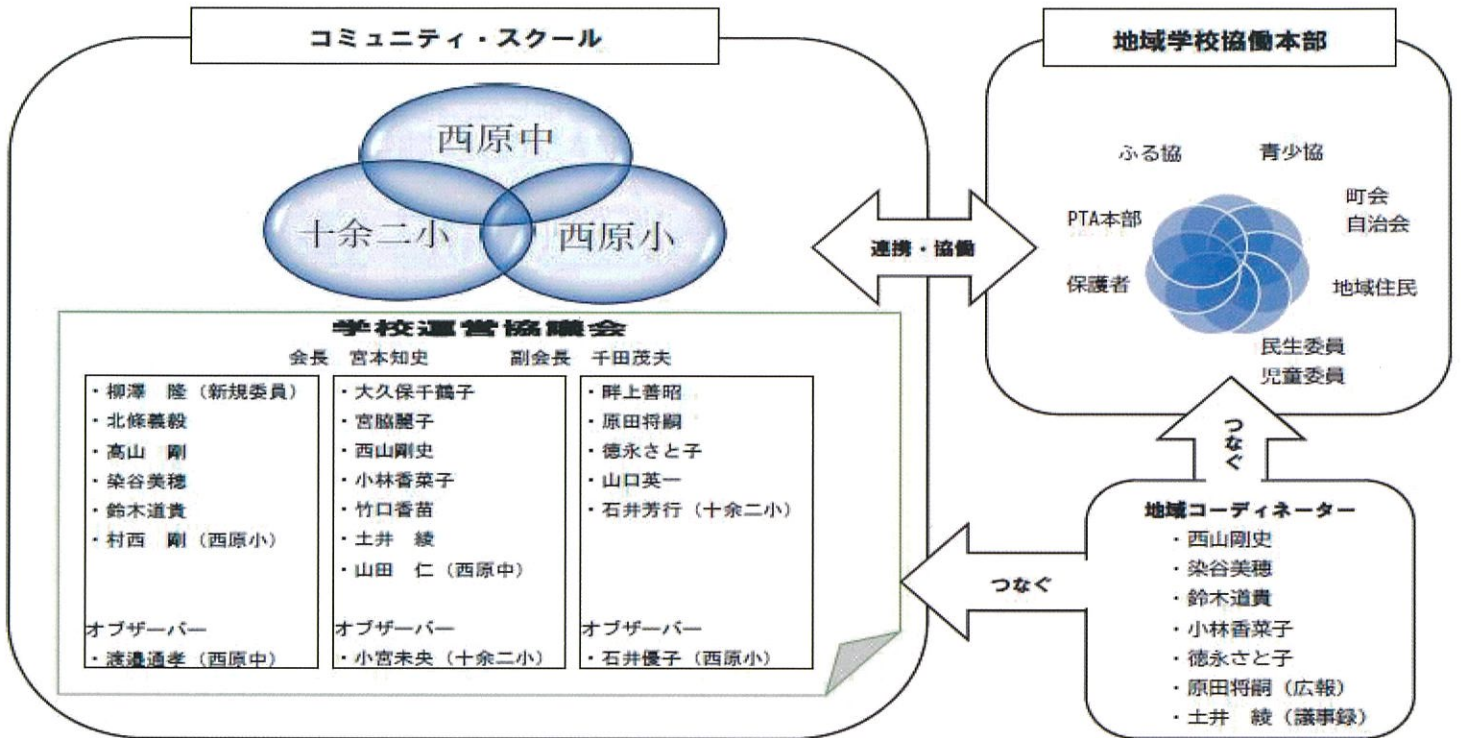 コミュニティ・スクール
西原中
十余二小
西原小
学校運営協議会
会長　宮本知史　副会長　千田茂夫
・柳澤　隆（新規委員）
・北條義毅
・高山　剛
・染谷美穂
・鈴木道貴
・村西　剛（西原小）
オブザーバー
・渡邉通孝（西原中）
・大久保千鶴子
・宮脇麗子
・西山剛史
・小林香菜子
・竹口香苗
・土井　綾
・山田　仁（西原中）
オブザーバー
・小宮未央（十余二小）
・畔上善昭
・原田将嗣
・徳永さと子
・山口英一
・石井芳行（十余二小）
オブザーバー
・石井優子（西原小）
連携・協働
地域学校協働本部
ふる協
青少協
PTA本部
町会
自治会
保護者
地域住民
民生委員
児童委員
つなぐ
つなぐ
地域コーディネーター
・西山剛史
・染谷美穂
・鈴木道貴
・小林香菜子
・徳永さと子
・原田将嗣（広報）
・土井　綾（議事録）